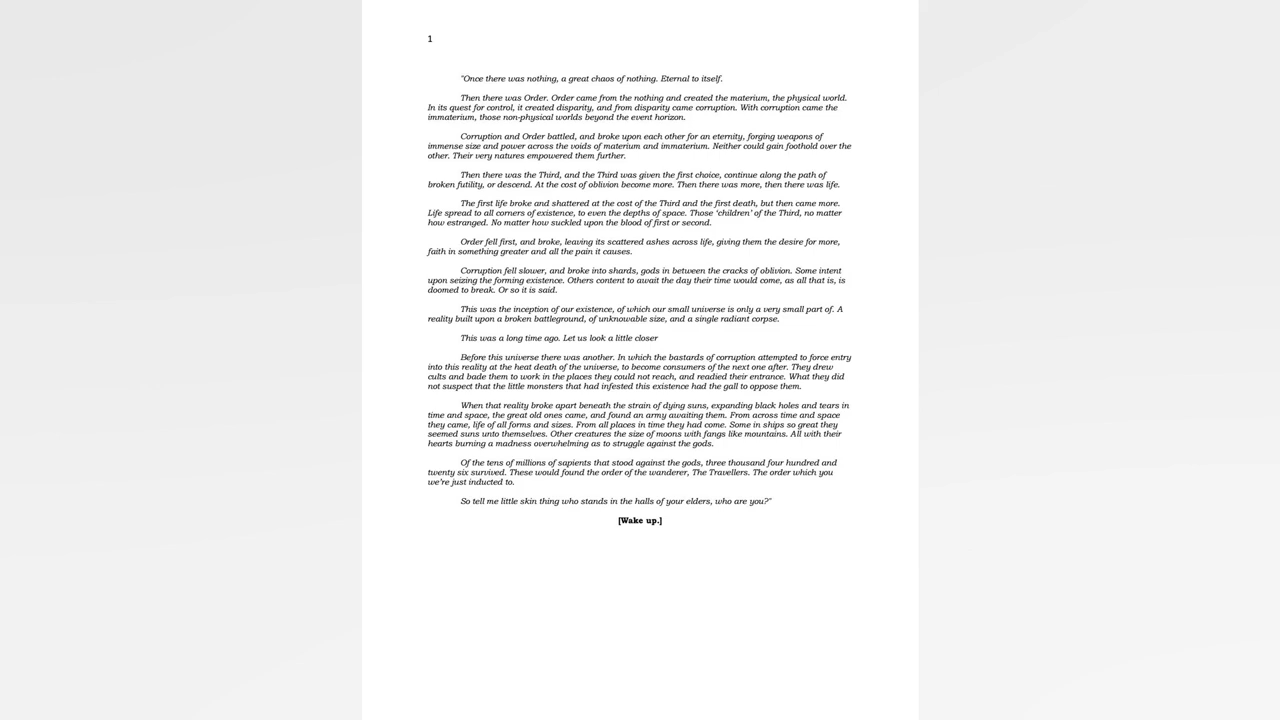 1
"Once there was nothing, a great chaos of nothing. Eternal to itself.
Then there was Order. Order came from the nothing and created the materium, the physical world.
In its quest for control, it created disparity, and from disparity came corruption. With corruption came the
immaterium, those non-physical worlds beyond the event horizon.
Corruption and Order battled, and broke upon each other for an eternity, forging weapons of
immense size and power across the voids of materium and immaterium. Neither could gain foothold over the
other. Their very natures empowered them further.
Then there was the Third, and the Third was given the first choice, continue along the path of
broken futility, or descend. At the cost of oblivion become more. Then there was more, then there was life.
The first life broke and shattered at the cost of the Third and the first death, but then came more.
Life spread to all corners of existence, to even the depths of space. Those 'children' of the Third, no matter
how estranged. No matter how suckled upon the blood of first or second.
Order fell first, and broke, leaving its scattered ashes across life, giving them the desire for more,
faith in something greater and all the pain it causes.
Corruption fell slower, and broke into shards, gods in between the cracks of oblivion. Some intent
upon seizing the forming existence. Others content to await the day their time would come, as all that is, is
doomed to break. Or so it is said.
This was the inception of our existence, of which our small universe is only a very small part of. A
reality built upon a broken battleground, of unknowable size, and a single radiant corpse.
This was a long time ago. Let us look a little closer
Before this universe there was another. In which the bastards of corruption attempted to force entry
into this reality at the heat death of the universe, to become consumers of the next one after. They drew
cults and bade them to work in the places they could not reach, and readied their entrance. What they did
not suspect that the little monsters that had infested this existence had the gall to oppose them.
When that reality broke apart beneath the strain of dying suns, expanding black holes and tears in
time and space, the great old ones came, and found an army awaiting them. From across time and space
they came, life of all forms and sizes. From all places in time they had come. Some in ships so great they
seemed suns unto themselves. Other creatures the size of moons with fangs like mountains. All with their
hearts burning a madness overwhelming as to struggle against the gods.
Of the tens of millions of sapients that stood against the gods, three thousand four hundred and
twenty six survived. These would found the order of the wanderer, The Travellers. The order which you
we're just inducted to.
So tell me little skin thing who stands in the halls of your elders, who are you?"
[Wake up.]